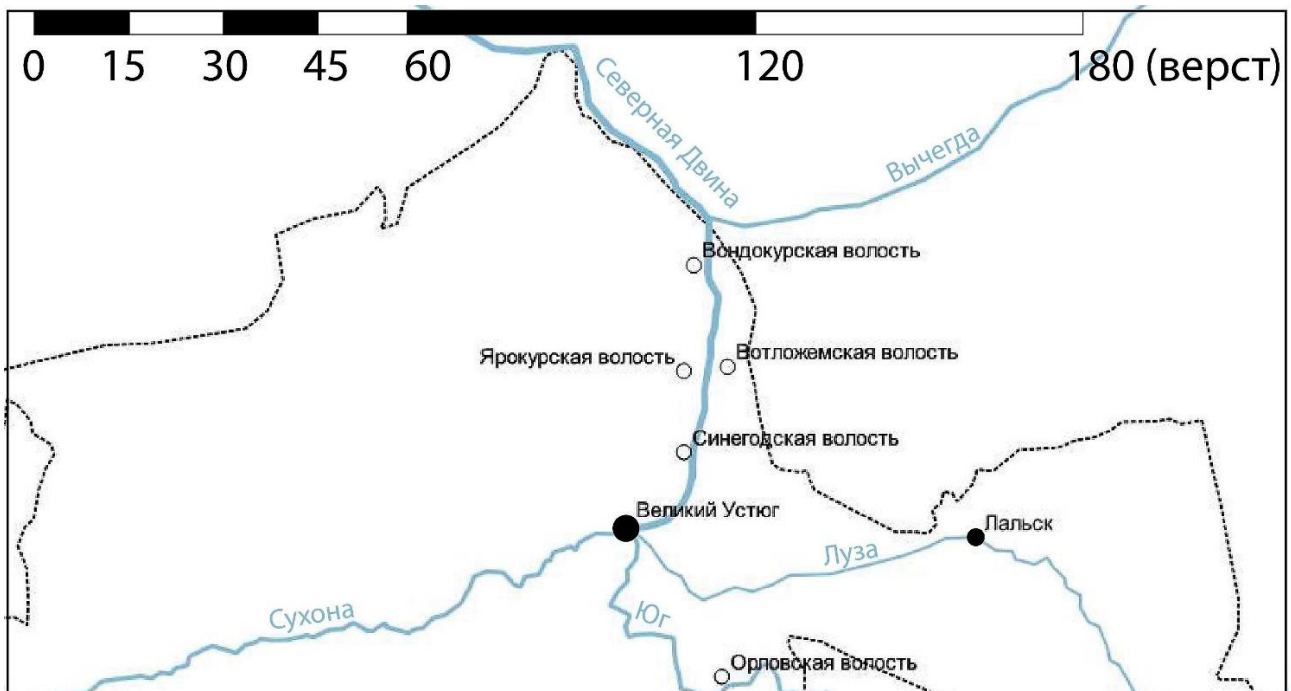 0 15 30 45 60 120 180 (верст)
Северная Двина
Вычегда
Вондокурская волость
Ярокурская волость
Вотложемская волость
Синегодская волость
Великий Устюг
Лальск
Луза
Сухона
Юг
Орловская волость